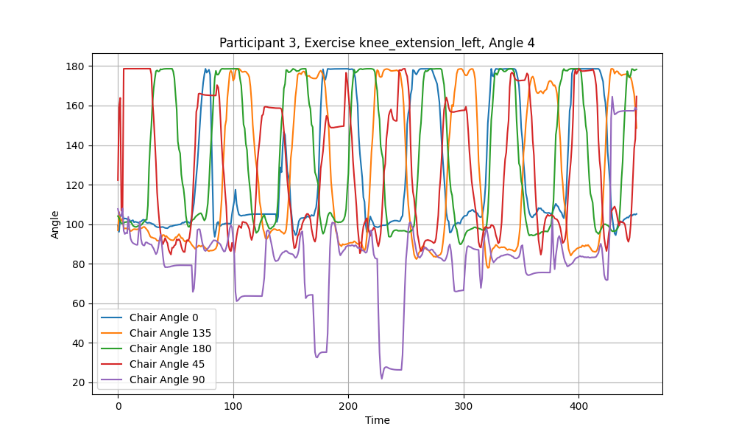 Participant 3, Exercise knee_extension_left, Angle 4
180
160
140
120
100
80
60
40
20
Angle
Chair Angle 0
Chair Angle 135
Chair Angle 180
Chair Angle 45
Chair Angle 90
0 100 200 300 400
Time